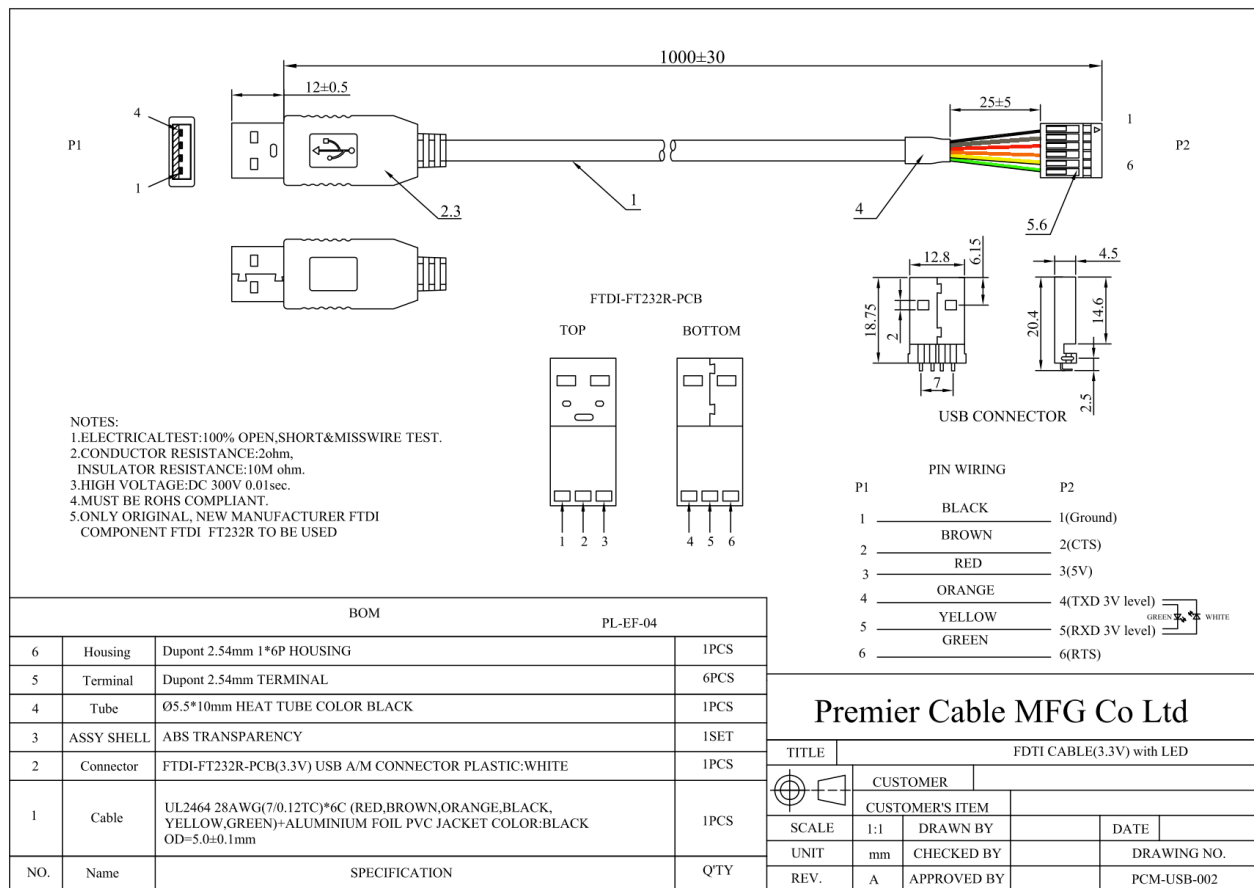 1000±30
12±0.5
25±5
4
1
P1
1
6
P2
2.3
1
4
5.6
12.8
6.15
4.5
18.75
2
7
20.4
14.6
2.5
USB CONNECTOR
FTDI-FT232R-PCB
TOP
BOTTOM
1 2 3
4 5 6
NOTES:
1.ELECTRICALTEST:100% OPEN,SHORT&MISSWIRE TEST.
2.CONDUCTOR RESISTANCE:2ohm,
INSULATOR RESISTANCE:10M ohm.
3.HIGH VOLTAGE:DC 300V 0.01sec.
4.MUST BE ROHS COMPLIANT.
5.ONLY ORIGINAL, NEW MANUFACTURER FTDI
COMPONENT FTDI FT232R TO BE USED
PIN WIRING
P1 P2
1 BLACK 1(Ground)
2 BROWN 2(CTS)
3 RED 3(5V)
4 ORANGE 4(TXD 3V level)
5 YELLOW 5(RXD 3V level)
6 GREEN 6(RTS)
GREEN WHITE
BOM PL-EF-04
6 Housing Dupont 2.54mm 1*6P HOUSING 1PCS
5 Terminal Dupont 2.54mm TERMINAL 6PCS
4 Tube Ø5.5*10mm HEAT TUBE COLOR BLACK 1PCS
3 ASSY SHELL ABS TRANSPARENCY 1SET
2 Connector FTDI-FT232R-PCB(3.3V) USB A/M CONNECTOR PLASTIC:WHITE 1PCS
1 Cable UL2464 28AWG(7/0.12TC)*6C (RED,BROWN,ORANGE,BLACK,
YELLOW,GREEN)+ALUMINIUM FOIL PVC JACKET COLOR:BLACK
OD=5.0±0.1mm 1PCS
NO. Name SPECIFICATION Q'TY
Premier Cable MFG Co Ltd
TITLE FDTI CABLE(3.3V) with LED
CUSTOMER
CUSTOMER'S ITEM
SCALE 1:1 DRAWN BY DATE
UNIT mm CHECKED BY DRAWING NO.
REV. A APPROVED BY PCM-USB-002